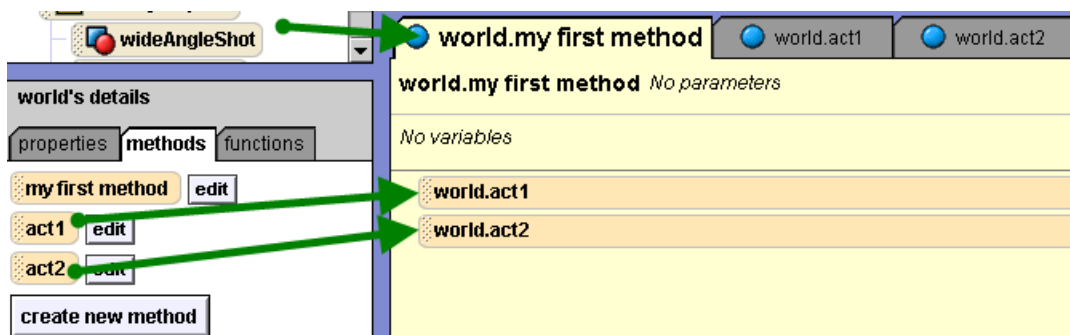 wideAngleShot
world's details
properties methods functions
my first method edit
act1 edit
act2 edit
create new method
world.my first method world.act1 world.act2
world.my first method No parameters
No variables
world.act1
world.act2